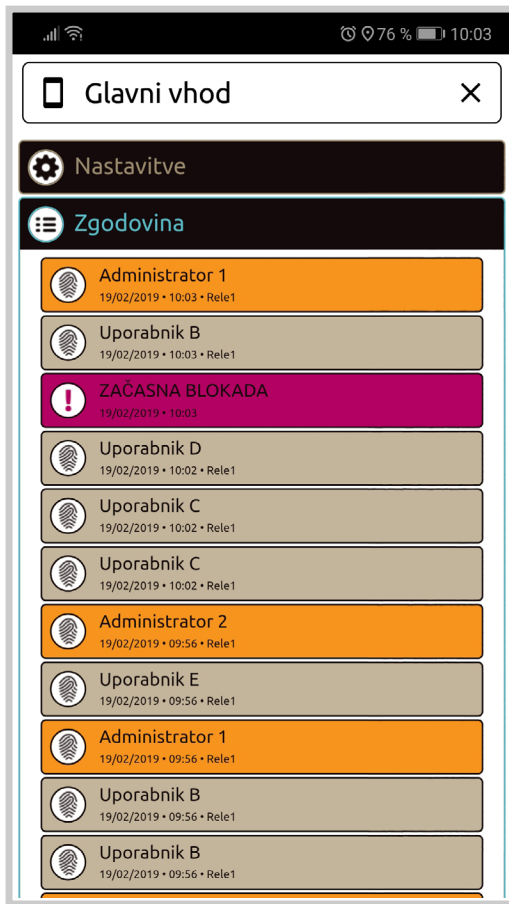 76 % 10:03
Glavni vhod
Nastavitve
Zgodovina
Administrator 1
19/02/2019 • 10:03 • Rele1
Uporabnik B
19/02/2019 • 10:03 • Rele1
ZAČASNA BLOKADA
19/02/2019 • 10:03
Uporabnik D
19/02/2019 • 10:02 • Rele1
Uporabnik C
19/02/2019 • 10:02 • Rele1
Uporabnik C
19/02/2019 • 10:02 • Rele1
Administrator 2
19/02/2019 • 09:56 • Rele1
Uporabnik E
19/02/2019 • 09:56 • Rele1
Administrator 1
19/02/2019 • 09:56 • Rele1
Uporabnik B
19/02/2019 • 09:56 • Rele1
Uporabnik B
19/02/2019 • 09:56 • Rele1